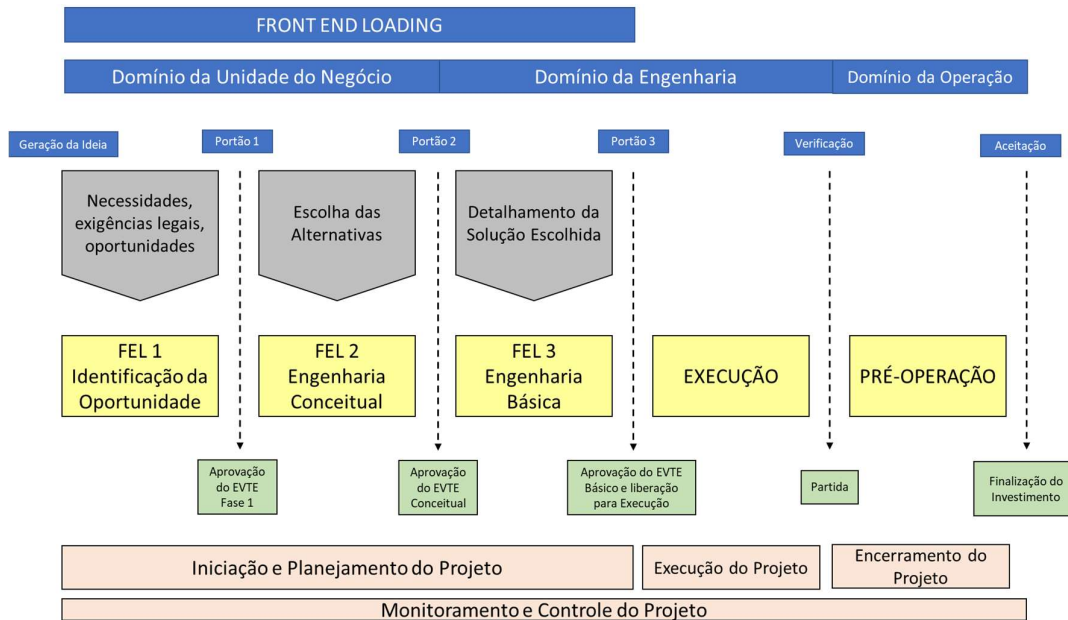 FRONT END LOADING
Domínio da Unidade do Negócio
Domínio da Engenharia
Domínio da Operação
Geração da Ideia
Portão 1
Portão 2
Portão 3
Verificação
Aceitação
Necessidades,
exigências legais,
oportunidades
Escolha das
Alternativas
Detalhamento da
Solução Escolhida
FEL 1
Identificação da
Oportunidade
FEL 2
Engenharia
Conceitual
FEL 3
Engenharia
Básica
EXECUÇÃO
PRÉ-OPERAÇÃO
Aprovação
do EVTE
Fase 1
Aprovação
do EVTE
Conceitual
Aprovação do EVTE
Básico e liberação
para Execução
Partida
Finalização do
Investimento
Iniciação e Planejamento do Projeto
Execução do Projeto
Encerramento do
Projeto
Monitoramento e Controle do Projeto